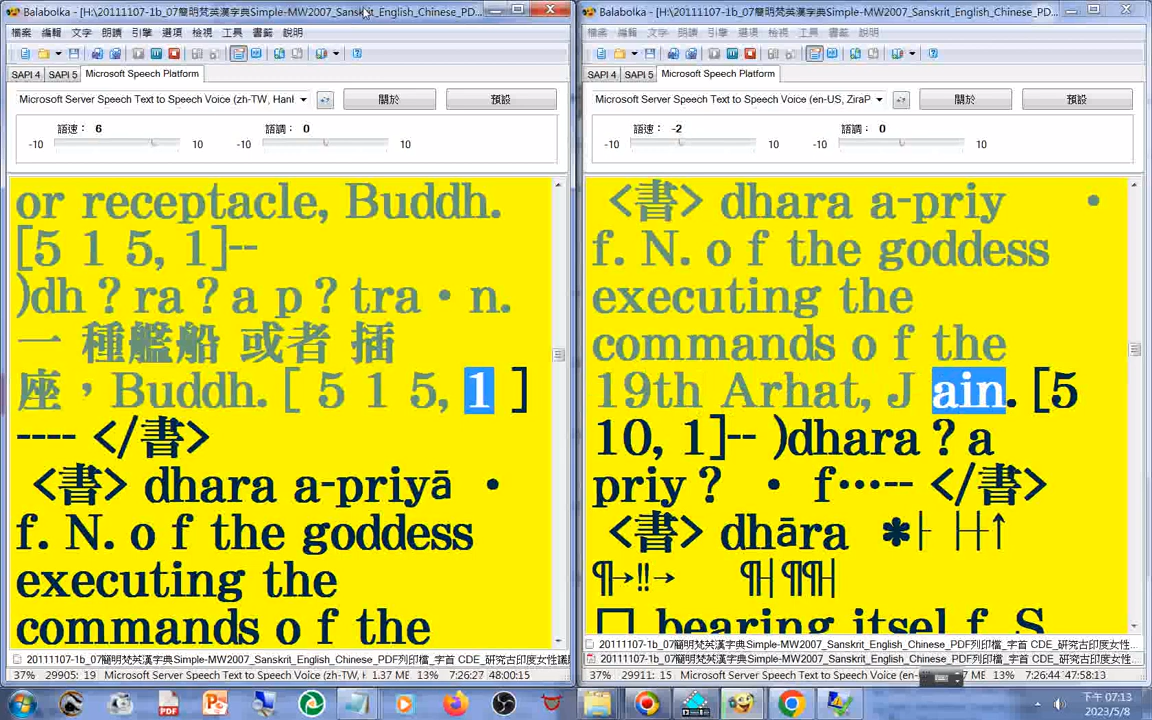 Balabolka - [H:\20111107-1b_07簡明梵英漢字典Simple-MW2007_Sanskrit_English_Chinese_PD...
檔案 編輯 文字 朗讀 引擎 選項 檢視 工具 書籤 說明
SAPI 4 SAPI 5 Microsoft Speech Platform
Microsoft Server Speech Text to Speech Voice (zh-TW, Hanl
關於
預設
語速： 6
語調： 0
-10 10 -10 10
or receptacle, Buddh.
[5 1 5, 1]--
)dh？ra？a p？tra • n.
一 種艦船 或者 插
座，Buddh. [ 5 1 5, 1 ]
---- </書>
<書> dhara a-priyā •
f. N. o f the goddess
executing the
commands o f the
20111107-1b_07簡明梵英漢字典Simple-MW2007_Sanskrit_English_Chinese_PDF列印檔_字首 CDE_研究古印度女性識
37% 29905: 19 Microsoft Server Speech Text to Speech Voice (zh-TW, H 1.37 MB 13% 7:26:27 48:00:15
Balabolka - [H:\20111107-1b_07簡明梵英漢字典Simple-MW2007_Sanskrit_English_Chinese_PD...
檔案 編輯 文字 朗讀 引擎 選項 檢視 工具 書籤 說明
SAPI 4 SAPI 5 Microsoft Speech Platform
Microsoft Server Speech Text to Speech Voice (en-US, ZiraP
關於
預設
語速： -2
語調： 0
-10 10 -10 10
<書> dhara a-priy •
f. N. o f the goddess
executing the
commands o f the
19th Arhat, J ain. [5
10, 1]-- )dhara？a
priy？ • f…-- </書>
<書> dhāra ✱├ ├┤↑
¶→‼→ ¶┤¶¶┤
□ bearing itself f. S
20111107-1b_07簡明梵英漢字典Simple-MW2007_Sanskrit_English_Chinese_PDF列印檔_字首 CDE_研究古印度女性...
20111107-1b_07簡明梵英漢字典Simple-MW2007_Sanskrit_English_Chinese_PDF列印檔_字首 CDE_研究古印度女性...
37% 29911: 15 Microsoft Server Speech Text to Speech Voice (en-US, 1.37 MB 13% 7:26:44 47:58:13
下午 07:13
2023/5/8